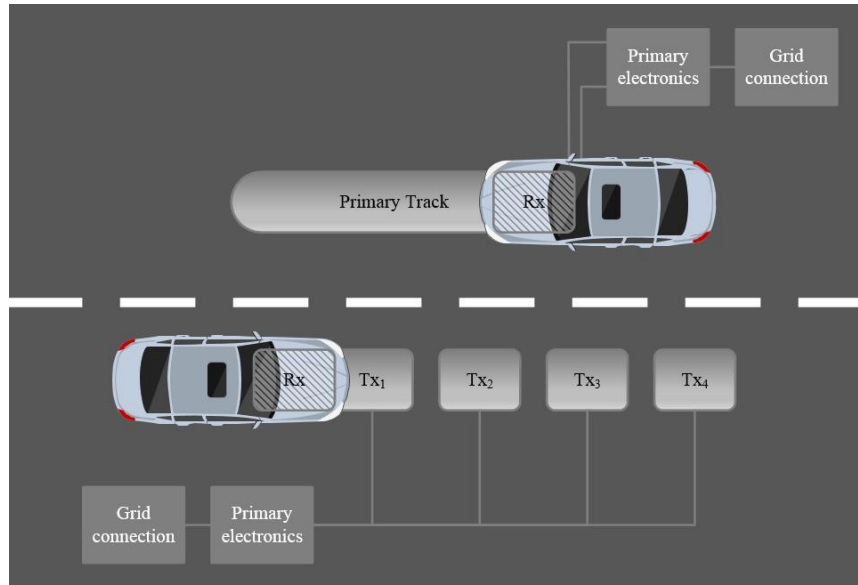 Primary
electronics
Grid
connection
Primary Track
Rx
Rx
Tx₁
Tx₂
Tx₃
Tx₄
Grid
connection
Primary
electronics